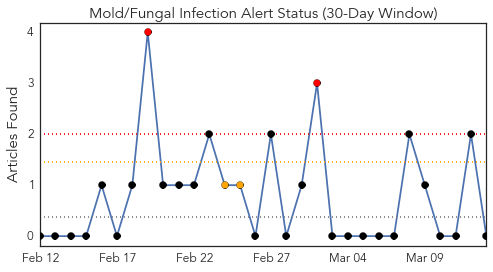 Mold/Fungal Infection Alert Status (30-Day Window)
Articles Found
4
3
2
1
0
Feb 12
Feb 17
Feb 22
Feb 27
Mar 04
Mar 09